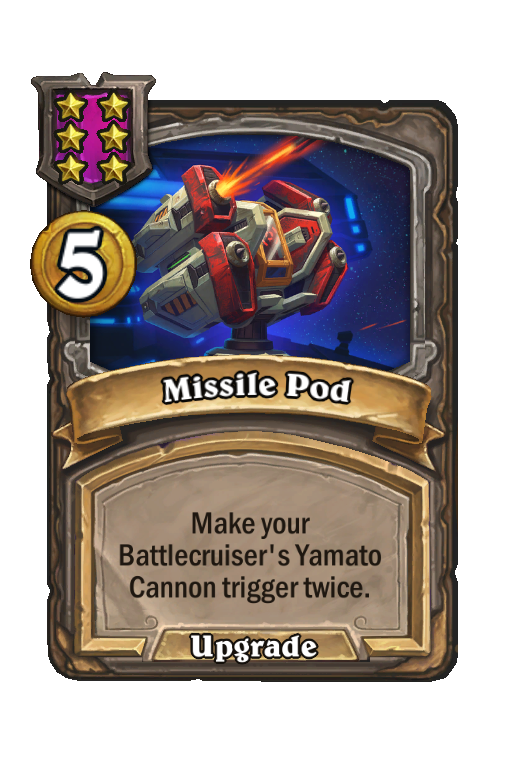 5
Missile Pod
Make your
Battlecruiser's Yamato
Cannon trigger twice.
Upgrade